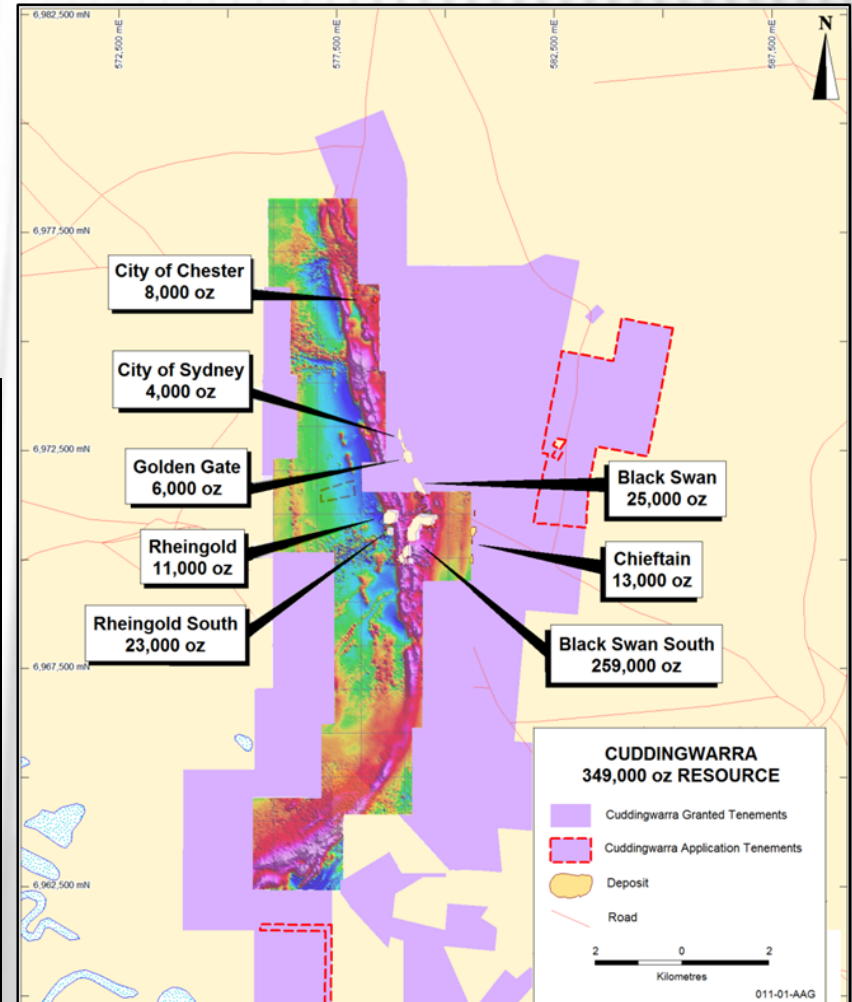 6,982,500 mN
572,500 mE
577,500 mE
582,500 mE
587,500 mE
N
6,977,500 mN
City of Chester
8,000 oz
City of Sydney
4,000 oz
6,972,500 mN
Golden Gate
6,000 oz
Black Swan
25,000 oz
Rheingold
11,000 oz
Chieftain
13,000 oz
Rheingold South
23,000 oz
Black Swan South
259,000 oz
6,967,500 mN
CUDDINGWARRA
349,000 oz RESOURCE
Cuddingwarra Granted Tenements
Cuddingwarra Application Tenements
Deposit
Road
6,962,500 mN
2 0 2
Kilometres
011-01-AAG